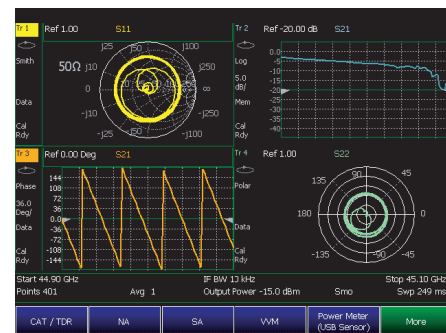 Tr 1 Ref 1.00 S11
Tr 2 Ref -20.00 dB S21
Smith
50Ω
j25
j50
j100
j10
j250
0
10
25
50
100
250
∞
-j10
-j250
-j25
-j50
-j100
Data
Cal
Rdy
Log
5.0
dB/
Mem
Cal
Rdy
0.0
-5
-10
-15
-20
-25
-30
-35
-40
Tr 3 Ref 0.00 Deg S21
Tr 4 Ref 1.00 S22
Phase
36.0
Deg/
Data
Cal
Rdy
144
108
72
36
0.0
-36
-72
-108
-144
Polar
Data
Cal
Rdy
90
45
135
180
0
-135
-45
-90
Start 44.90 GHz IF BW 10 kHz Stop 45.10 GHz
Points 401 Avg 1 Output Power -15.0 dBm Smo Swp 249 ms
CAT / TDR NA SA VVM Power Meter (USB Sensor) More